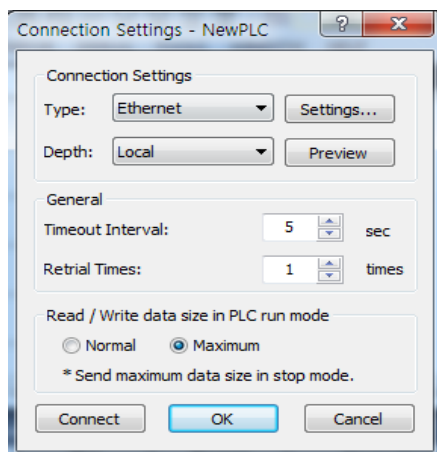 Connection Settings - NewPLC
Connection Settings
Type: Ethernet Settings...
Depth: Local Preview
General
Timeout Interval: 5 sec
Retrial Times: 1 times
Read / Write data size in PLC run mode
Normal Maximum
* Send maximum data size in stop mode.
Connect OK Cancel